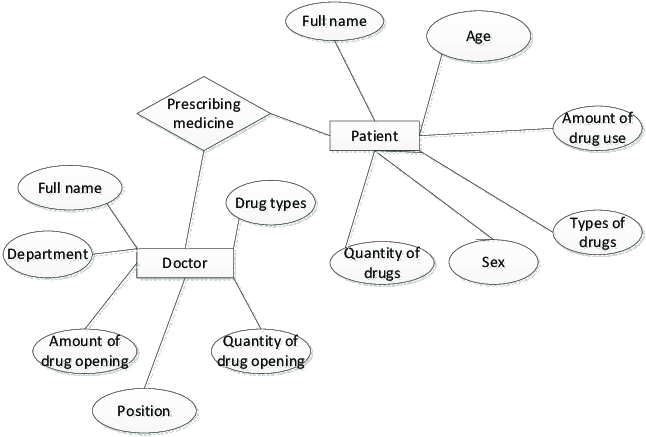 Full name
Age
Prescribing
medicine
Patient
Amount of
drug use
Full name
Drug types
Types of
drugs
Department
Doctor
Quantity of
drugs
Sex
Amount of
drug opening
Quantity of
drug opening
Position